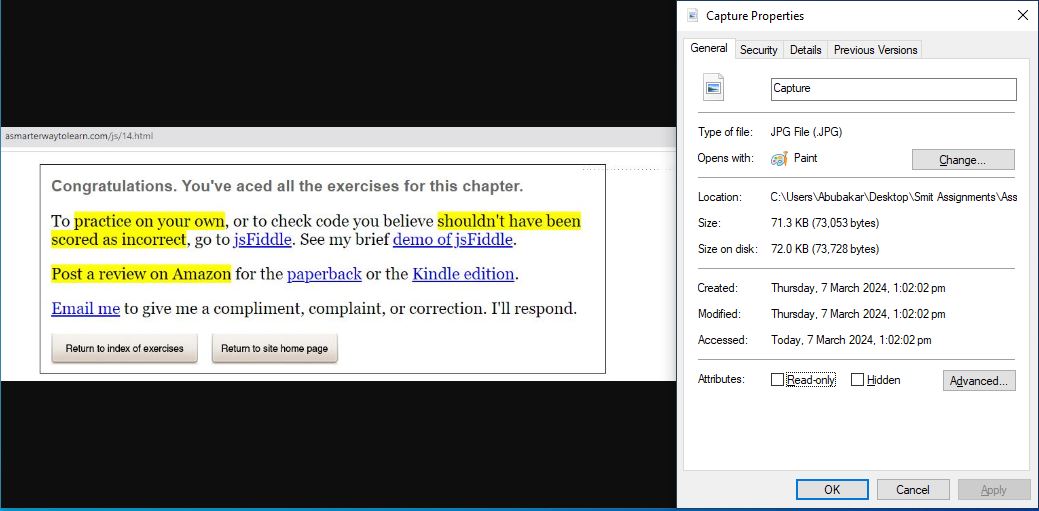 asmarterwaytolearn.com/js/14.html
Congratulations. You've aced all the exercises for this chapter.
To practice on your own, or to check code you believe shouldn't have been
scored as incorrect, go to jsFiddle. See my brief demo of jsFiddle.
Post a review on Amazon for the paperback or the Kindle edition.
Email me to give me a compliment, complaint, or correction. I'll respond.
Return to index of exercises Return to site home page
Capture Properties
General Security Details Previous Versions
Capture
Type of file: JPG File (.JPG)
Opens with: Paint Change...
Location: C:\Users\Abubakar\Desktop\Smit Assignments\Ass
Size: 71.3 KB (73,053 bytes)
Size on disk: 72.0 KB (73,728 bytes)
Created: Thursday, 7 March 2024, 1:02:02 pm
Modified: Thursday, 7 March 2024, 1:02:02 pm
Accessed: Today, 7 March 2024, 1:02:02 pm
Attributes: Read-only Hidden Advanced...
OK Cancel Apply